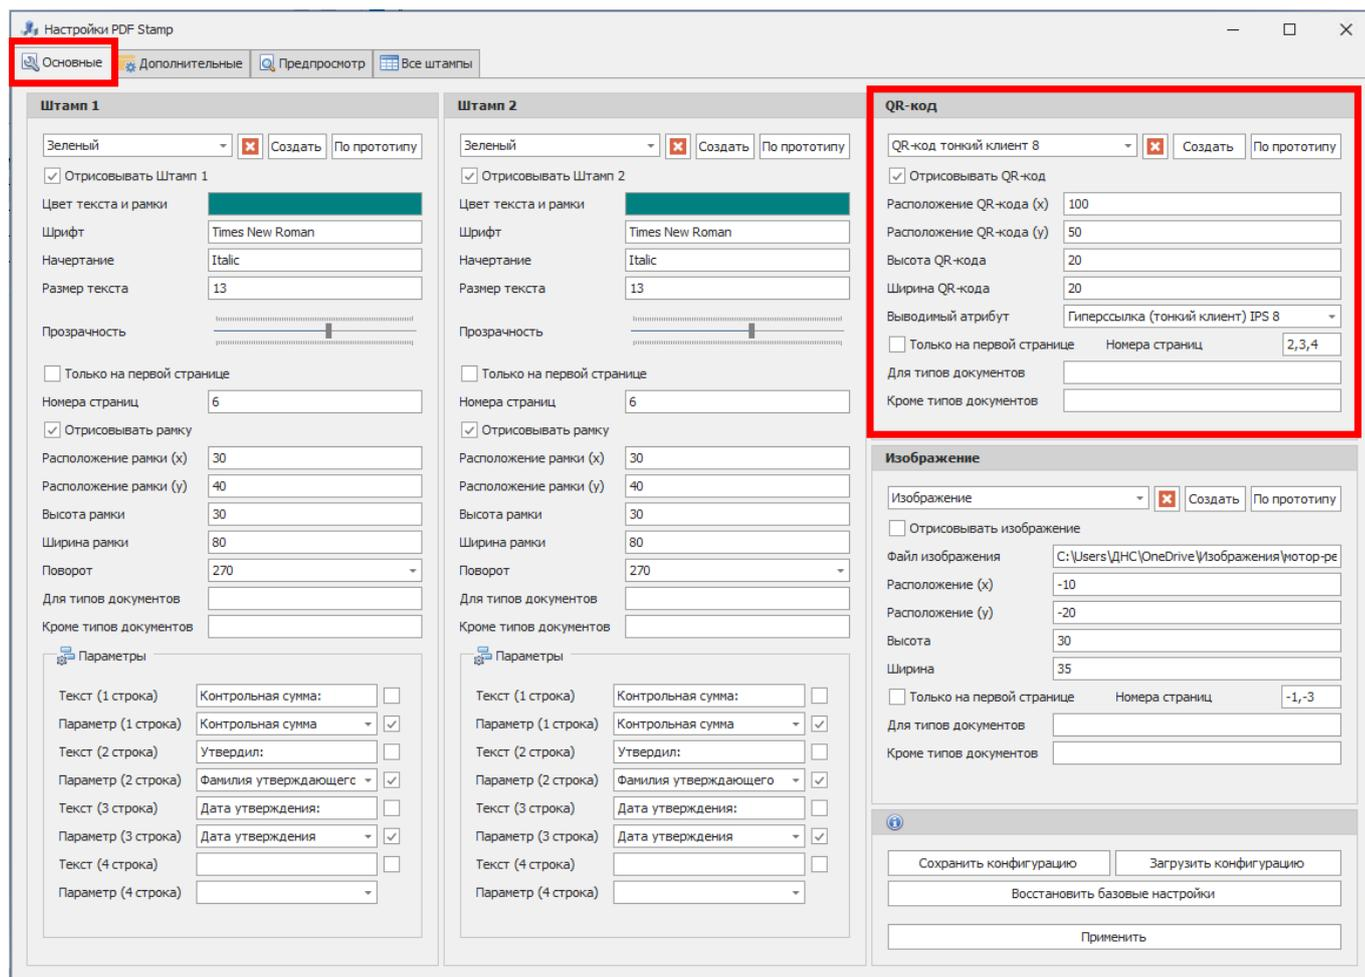 Настройки PDF Stamp
Основные
Дополнительные
Предпросмотр
Все штампы
Штамп 1
Зеленый
Создать
По прототипу
Отрисовывать Штамп 1
Цвет текста и рамки
Шрифт Times New Roman
Начертание Italic
Размер текста 13
Прозрачность
Только на первой странице
Номера страниц 6
Отрисовывать рамку
Расположение рамки (x) 30
Расположение рамки (y) 40
Высота рамки 30
Ширина рамки 80
Поворот 270
Для типов документов
Кроме типов документов
Параметры
Текст (1 строка) Контрольная сумма:
Параметр (1 строка) Контрольная сумма
Текст (2 строка) Утвердил:
Параметр (2 строка) Фамилия утверждающего
Текст (3 строка) Дата утверждения:
Параметр (3 строка) Дата утверждения
Текст (4 строка)
Параметр (4 строка)
Штамп 2
Зеленый
Создать
По прототипу
Отрисовывать Штамп 2
Цвет текста и рамки
Шрифт Times New Roman
Начертание Italic
Размер текста 13
Прозрачность
Только на первой странице
Номера страниц 6
Отрисовывать рамку
Расположение рамки (x) 30
Расположение рамки (y) 40
Высота рамки 30
Ширина рамки 80
Поворот 270
Для типов документов
Кроме типов документов
Параметры
Текст (1 строка) Контрольная сумма:
Параметр (1 строка) Контрольная сумма
Текст (2 строка) Утвердил:
Параметр (2 строка) Фамилия утверждающего
Текст (3 строка) Дата утверждения:
Параметр (3 строка) Дата утверждения
Текст (4 строка)
Параметр (4 строка)
QR-код
QR-код тонкий клиент 8
Создать
По прототипу
Отрисовывать QR-код
Расположение QR-кода (x) 100
Расположение QR-кода (y) 50
Высота QR-кода 20
Ширина QR-кода 20
Выводимый атрибут Гиперссылка (тонкий клиент) IPS 8
Только на первой странице Номера страниц 2,3,4
Для типов документов
Кроме типов документов
Изображение
Изображение
Создать
По прототипу
Отрисовывать изображение
Файл изображения C:\Users\ДНС\OneDrive\Изображения\мотор-ре
Расположение (x) -10
Расположение (y) -20
Высота 30
Ширина 35
Только на первой странице Номера страниц -1,-3
Для типов документов
Кроме типов документов
Сохранить конфигурацию
Загрузить конфигурацию
Восстановить базовые настройки
Применить